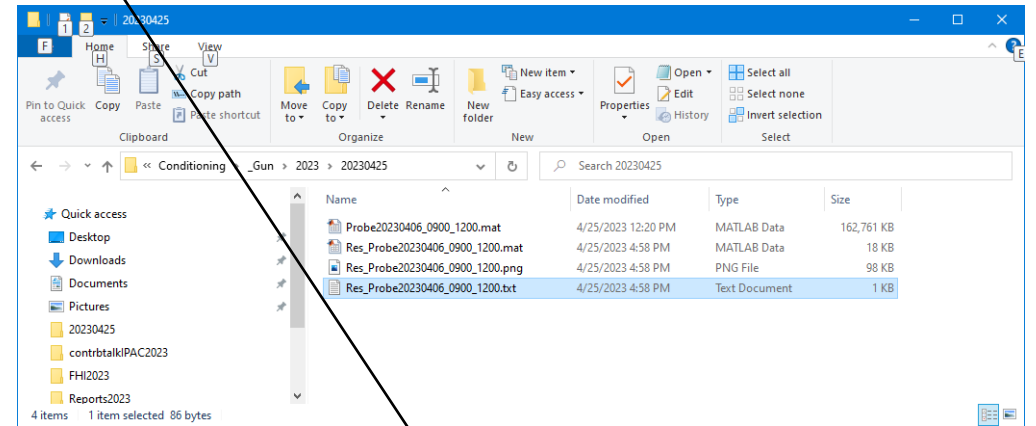 1 2 20230425
F Home Share View E
H S V
Pin to Quick access Copy Paste Cut Copy path Paste shortcut Move to Copy to Delete Rename New folder New item Easy access Properties Open Edit History Select all Select none Invert selection
Clipboard Organize New Open Select
« Conditioning › _Gun › 2023 › 20230425 Search 20230425
Name Date modified Type Size
Quick access
Desktop
Downloads
Documents
Pictures
20230425
contrbtalkIPAC2023
FHI2023
Reports2023
Probe20230406_0900_1200.mat 4/25/2023 12:20 PM MATLAB Data 162,761 KB
Res_Probe20230406_0900_1200.mat 4/25/2023 4:58 PM MATLAB Data 18 KB
Res_Probe20230406_0900_1200.png 4/25/2023 4:58 PM PNG File 98 KB
Res_Probe20230406_0900_1200.txt 4/25/2023 4:58 PM Text Document 1 KB
4 items 1 item selected 86 bytes